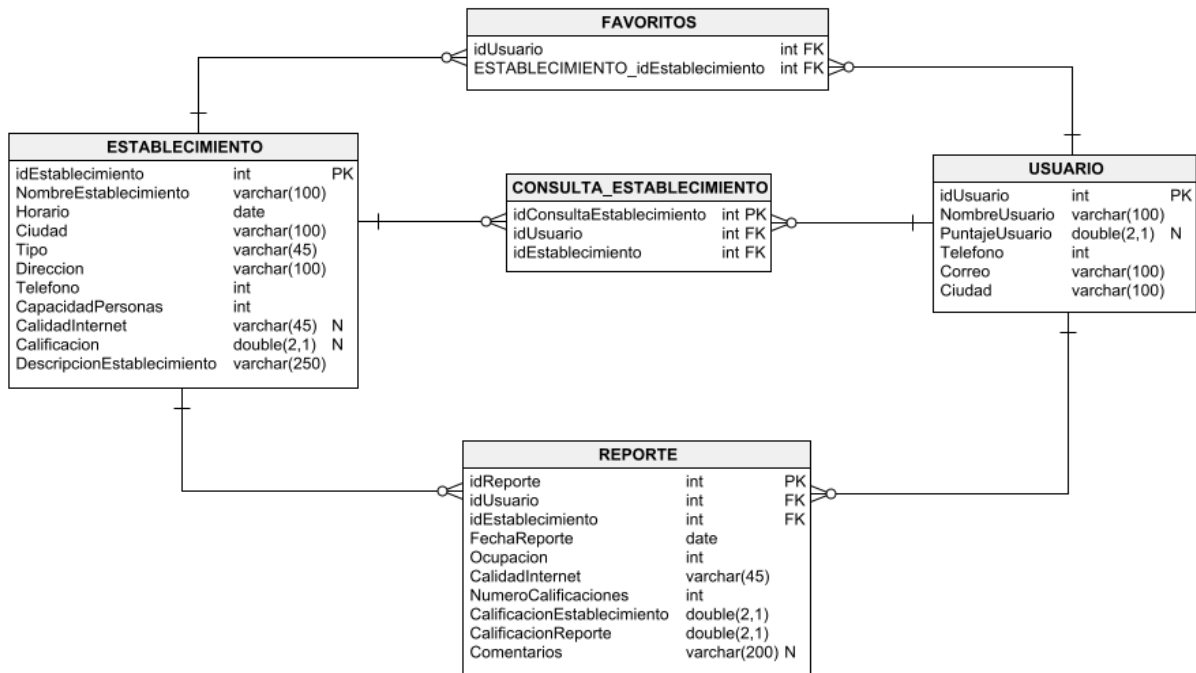 FAVORITOS
idUsuario int FK
ESTABLECIMIENTO_idEstablecimiento int FK
ESTABLECIMIENTO
idEstablecimiento int PK
NombreEstablecimiento varchar(100)
Horario date
Ciudad varchar(100)
Tipo varchar(45)
Direccion varchar(100)
Telefono int
CapacidadPersonas int
CalidadInternet varchar(45) N
Calificacion double(2,1) N
DescripcionEstablecimiento varchar(250)
CONSULTA_ESTABLECIMIENTO
idConsultaEstablecimiento int PK
idUsuario int FK
idEstablecimiento int FK
USUARIO
idUsuario int PK
NombreUsuario varchar(100)
PuntajeUsuario double(2,1) N
Telefono int
Correo varchar(100)
Ciudad varchar(100)
REPORTE
idReporte int PK
idUsuario int FK
idEstablecimiento int FK
FechaReporte date
Ocupacion int
CalidadInternet varchar(45)
NumeroCalificaciones int
CalificacionEstablecimiento double(2,1)
CalificacionReporte double(2,1)
Comentarios varchar(200) N